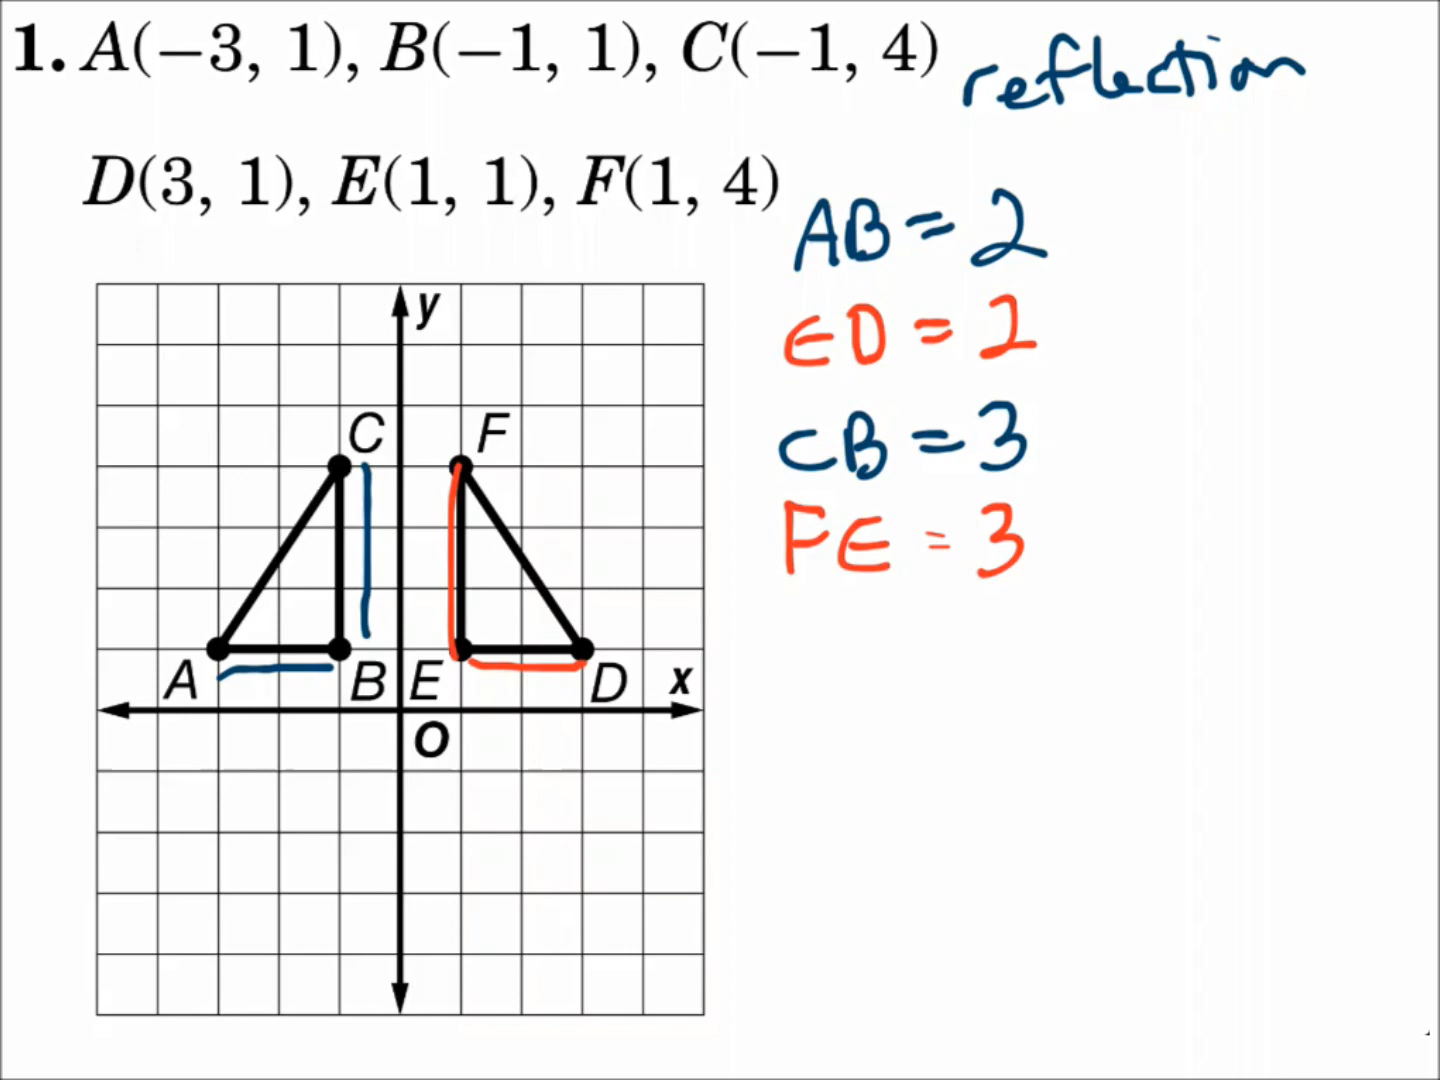 1. A(−3, 1), B(−1, 1), C(−1, 4) reflection
D(3, 1), E(1, 1), F(1, 4)
AB = 2
ED = 2
CB = 3
FE = 3
y
C F
A B E D x
O